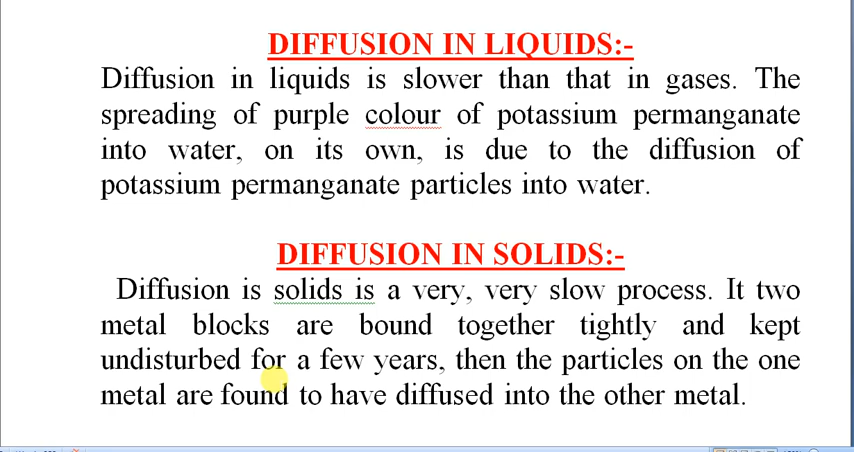 DIFFUSION IN LIQUIDS:-
Diffusion in liquids is slower than that in gases. The
spreading of purple colour of potassium permanganate
into water, on its own, is due to the diffusion of
potassium permanganate particles into water.
DIFFUSION IN SOLIDS:-
Diffusion is solids is a very, very slow process. It two
metal blocks are bound together tightly and kept
undisturbed for a few years, then the particles on the one
metal are found to have diffused into the other metal.